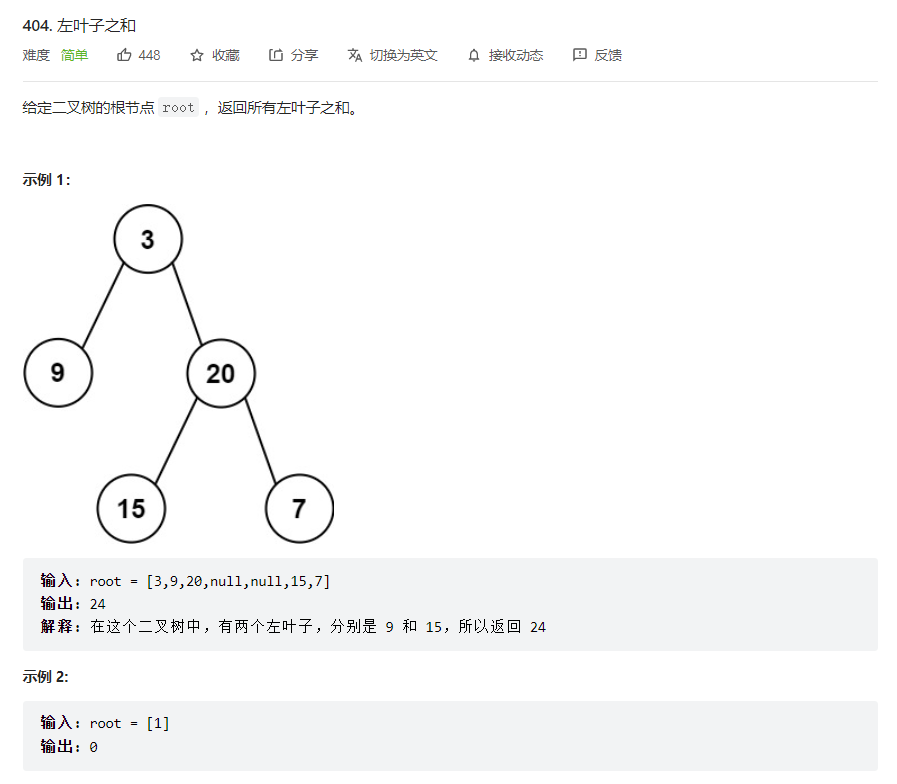 404. 左叶子之和
难度 简单 448 收藏 分享 切换为英文 接收动态 反馈
给定二叉树的根节点 root ，返回所有左叶子之和。
示例 1：
3
9 20
15 7
输入：root = [3,9,20,null,null,15,7]
输出：24
解释：在这个二叉树中，有两个左叶子，分别是 9 和 15，所以返回 24
示例 2:
输入：root = [1]
输出：0